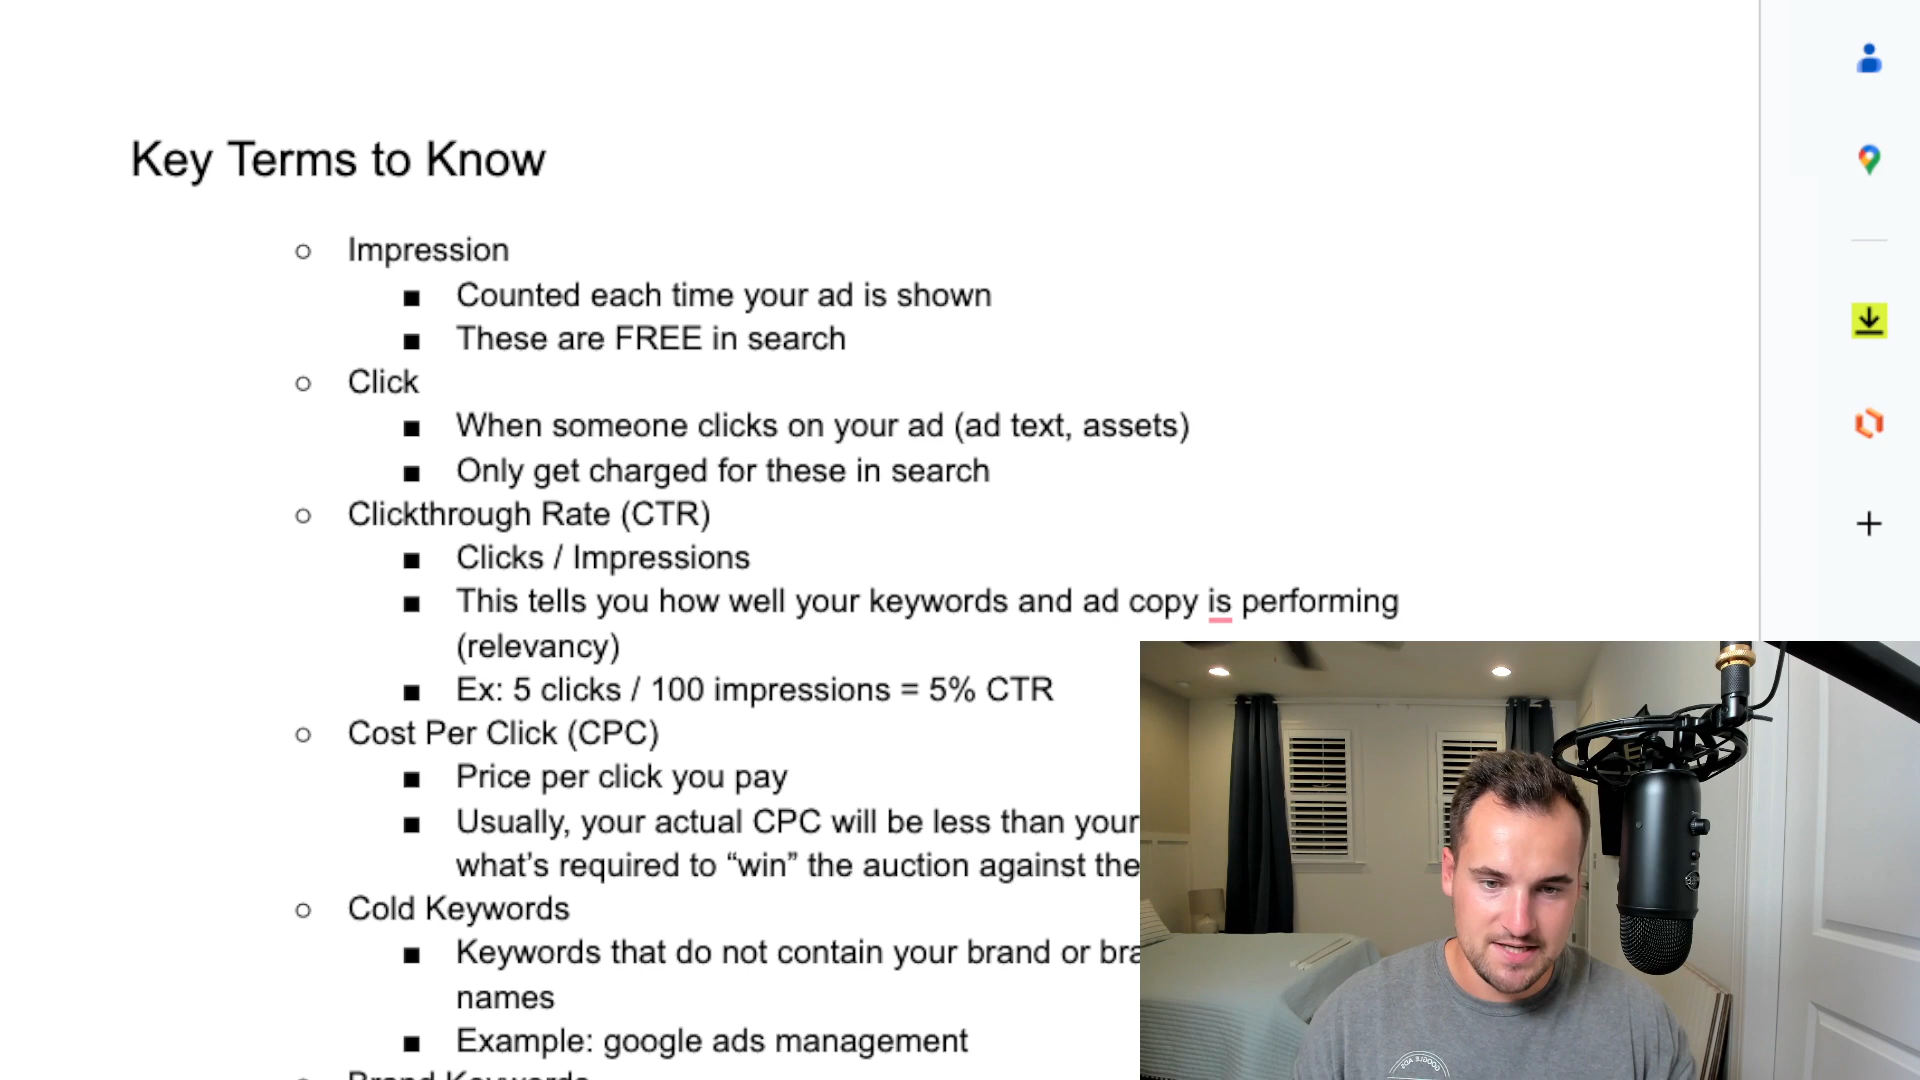 Key Terms to Know
Impression
Counted each time your ad is shown
These are FREE in search
Click
When someone clicks on your ad (ad text, assets)
Only get charged for these in search
Clickthrough Rate (CTR)
Clicks / Impressions
This tells you how well your keywords and ad copy is performing
(relevancy)
Ex: 5 clicks / 100 impressions = 5% CTR
Cost Per Click (CPC)
Price per click you pay
Usually, your actual CPC will be less than your
what’s required to “win” the auction against the
Cold Keywords
Keywords that do not contain your brand or
names
Example: google ads management
Brand Keywords
GOOGLE ADS